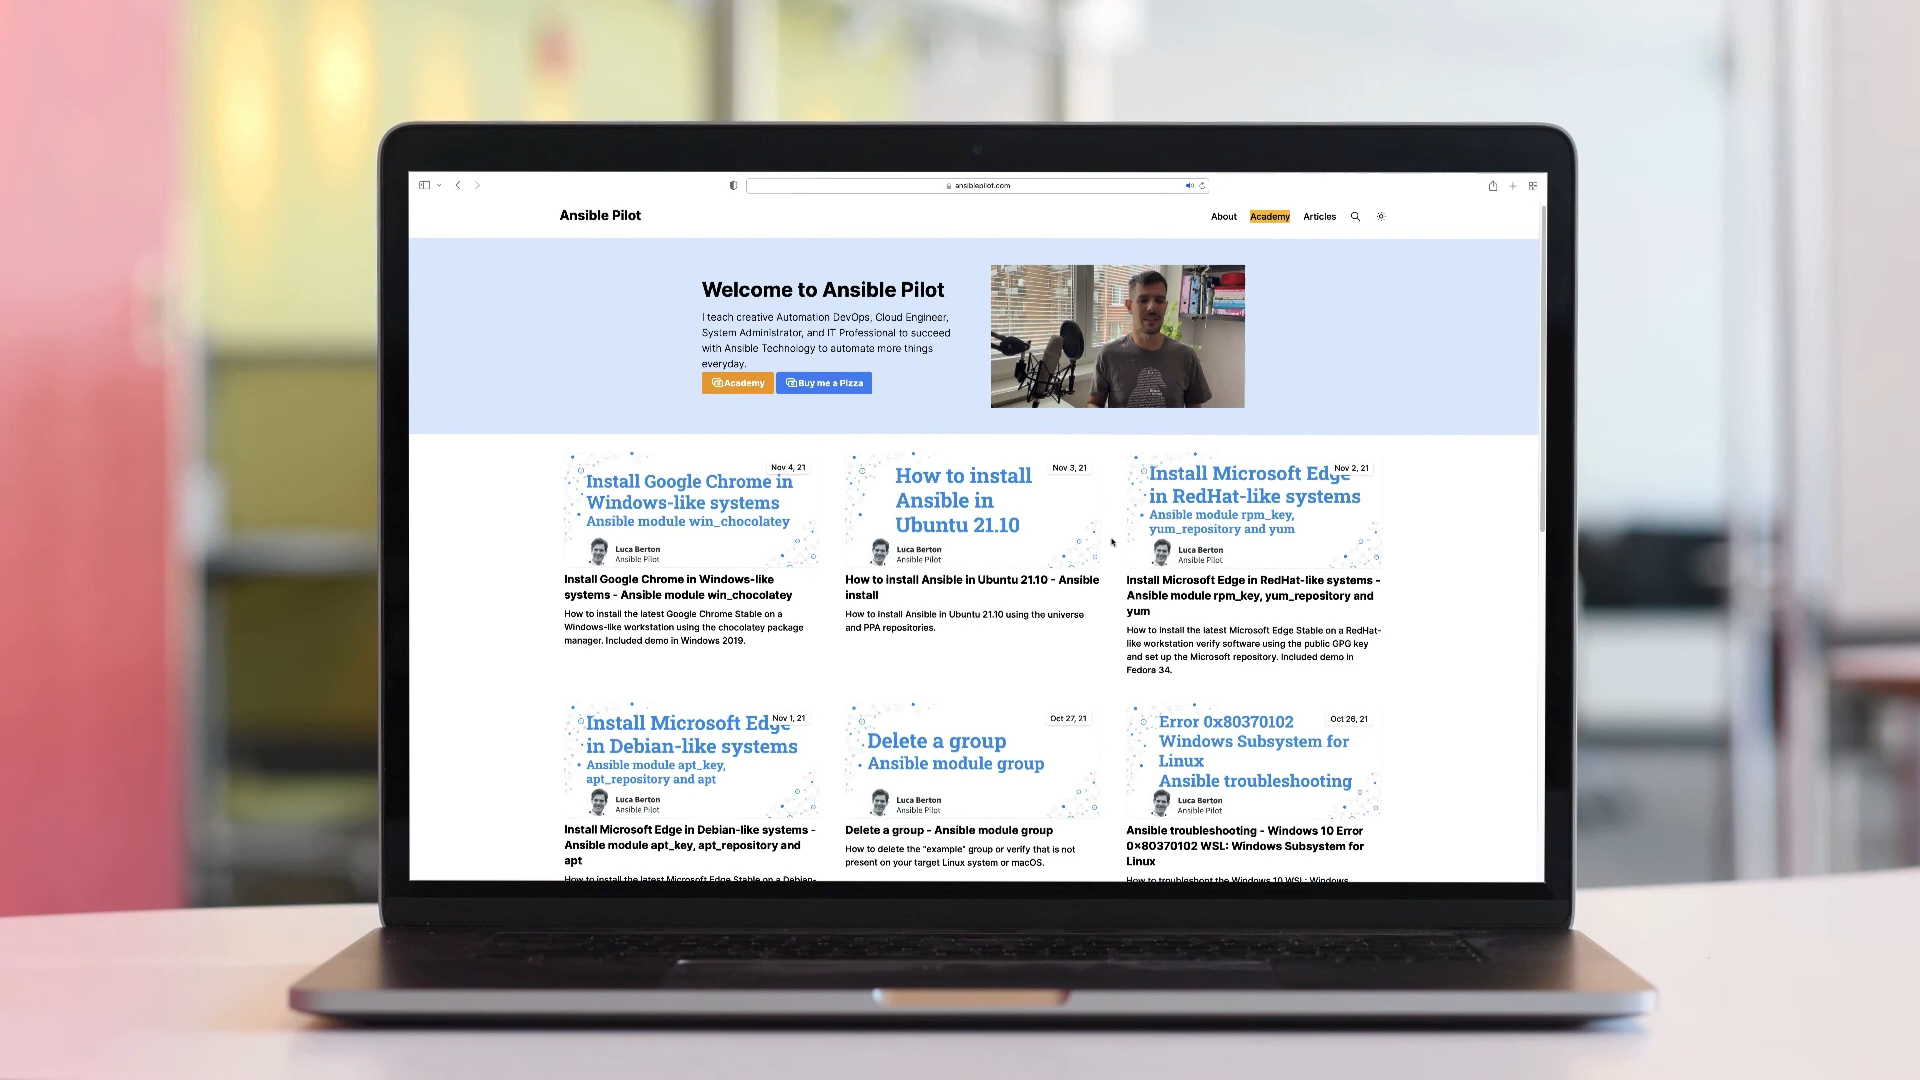 ansiblepilot.com
Ansible Pilot
About
Academy
Articles
Welcome to Ansible Pilot
I teach creative Automation DevOps, Cloud Engineer,
System Administrator, and IT Professional to succeed
with Ansible Technology to automate more things
everyday.
Academy
Buy me a Pizza
Nov 4, 21
Install Google Chrome in
Windows-like systems
Ansible module win_chocolatey
Luca Berton
Ansible Pilot
Install Google Chrome in Windows-like
systems - Ansible module win_chocolatey
How to install the latest Google Chrome Stable on a
Windows-like workstation using the chocolatey package
manager. Included demo in Windows 2019.
Nov 3, 21
How to install
Ansible in
Ubuntu 21.10
Luca Berton
Ansible Pilot
How to install Ansible in Ubuntu 21.10 - Ansible
install
How to install Ansible in Ubuntu 21.10 using the universe
and PPA repositories.
Nov 2, 21
Install Microsoft Edge
in RedHat-like systems
Ansible module rpm_key,
yum_repository and yum
Luca Berton
Ansible Pilot
Install Microsoft Edge in RedHat-like systems -
Ansible module rpm_key, yum_repository and
yum
How to install the latest Microsoft Edge Stable on a RedHat-
like workstation verify software using the public GPG key
and set up the Microsoft repository. Included demo in
Fedora 34.
Nov 1, 21
Install Microsoft Edge
in Debian-like systems
Ansible module apt_key,
apt_repository and apt
Luca Berton
Ansible Pilot
Install Microsoft Edge in Debian-like systems -
Ansible module apt_key, apt_repository and
apt
How to install the latest Microsoft Edge Stable on a Debian-
Oct 27, 21
Delete a group
Ansible module group
Luca Berton
Ansible Pilot
Delete a group - Ansible module group
How to delete the "example" group or verify that is not
present on your target Linux system or macOS.
Oct 26, 21
Error 0x80370102
Windows Subsystem for
Linux
Ansible troubleshooting
Luca Berton
Ansible Pilot
Ansible troubleshooting - Windows 10 Error
0x80370102 WSL: Windows Subsystem for
Linux
How to troubleshoot the Windows 10 WSL: Windows